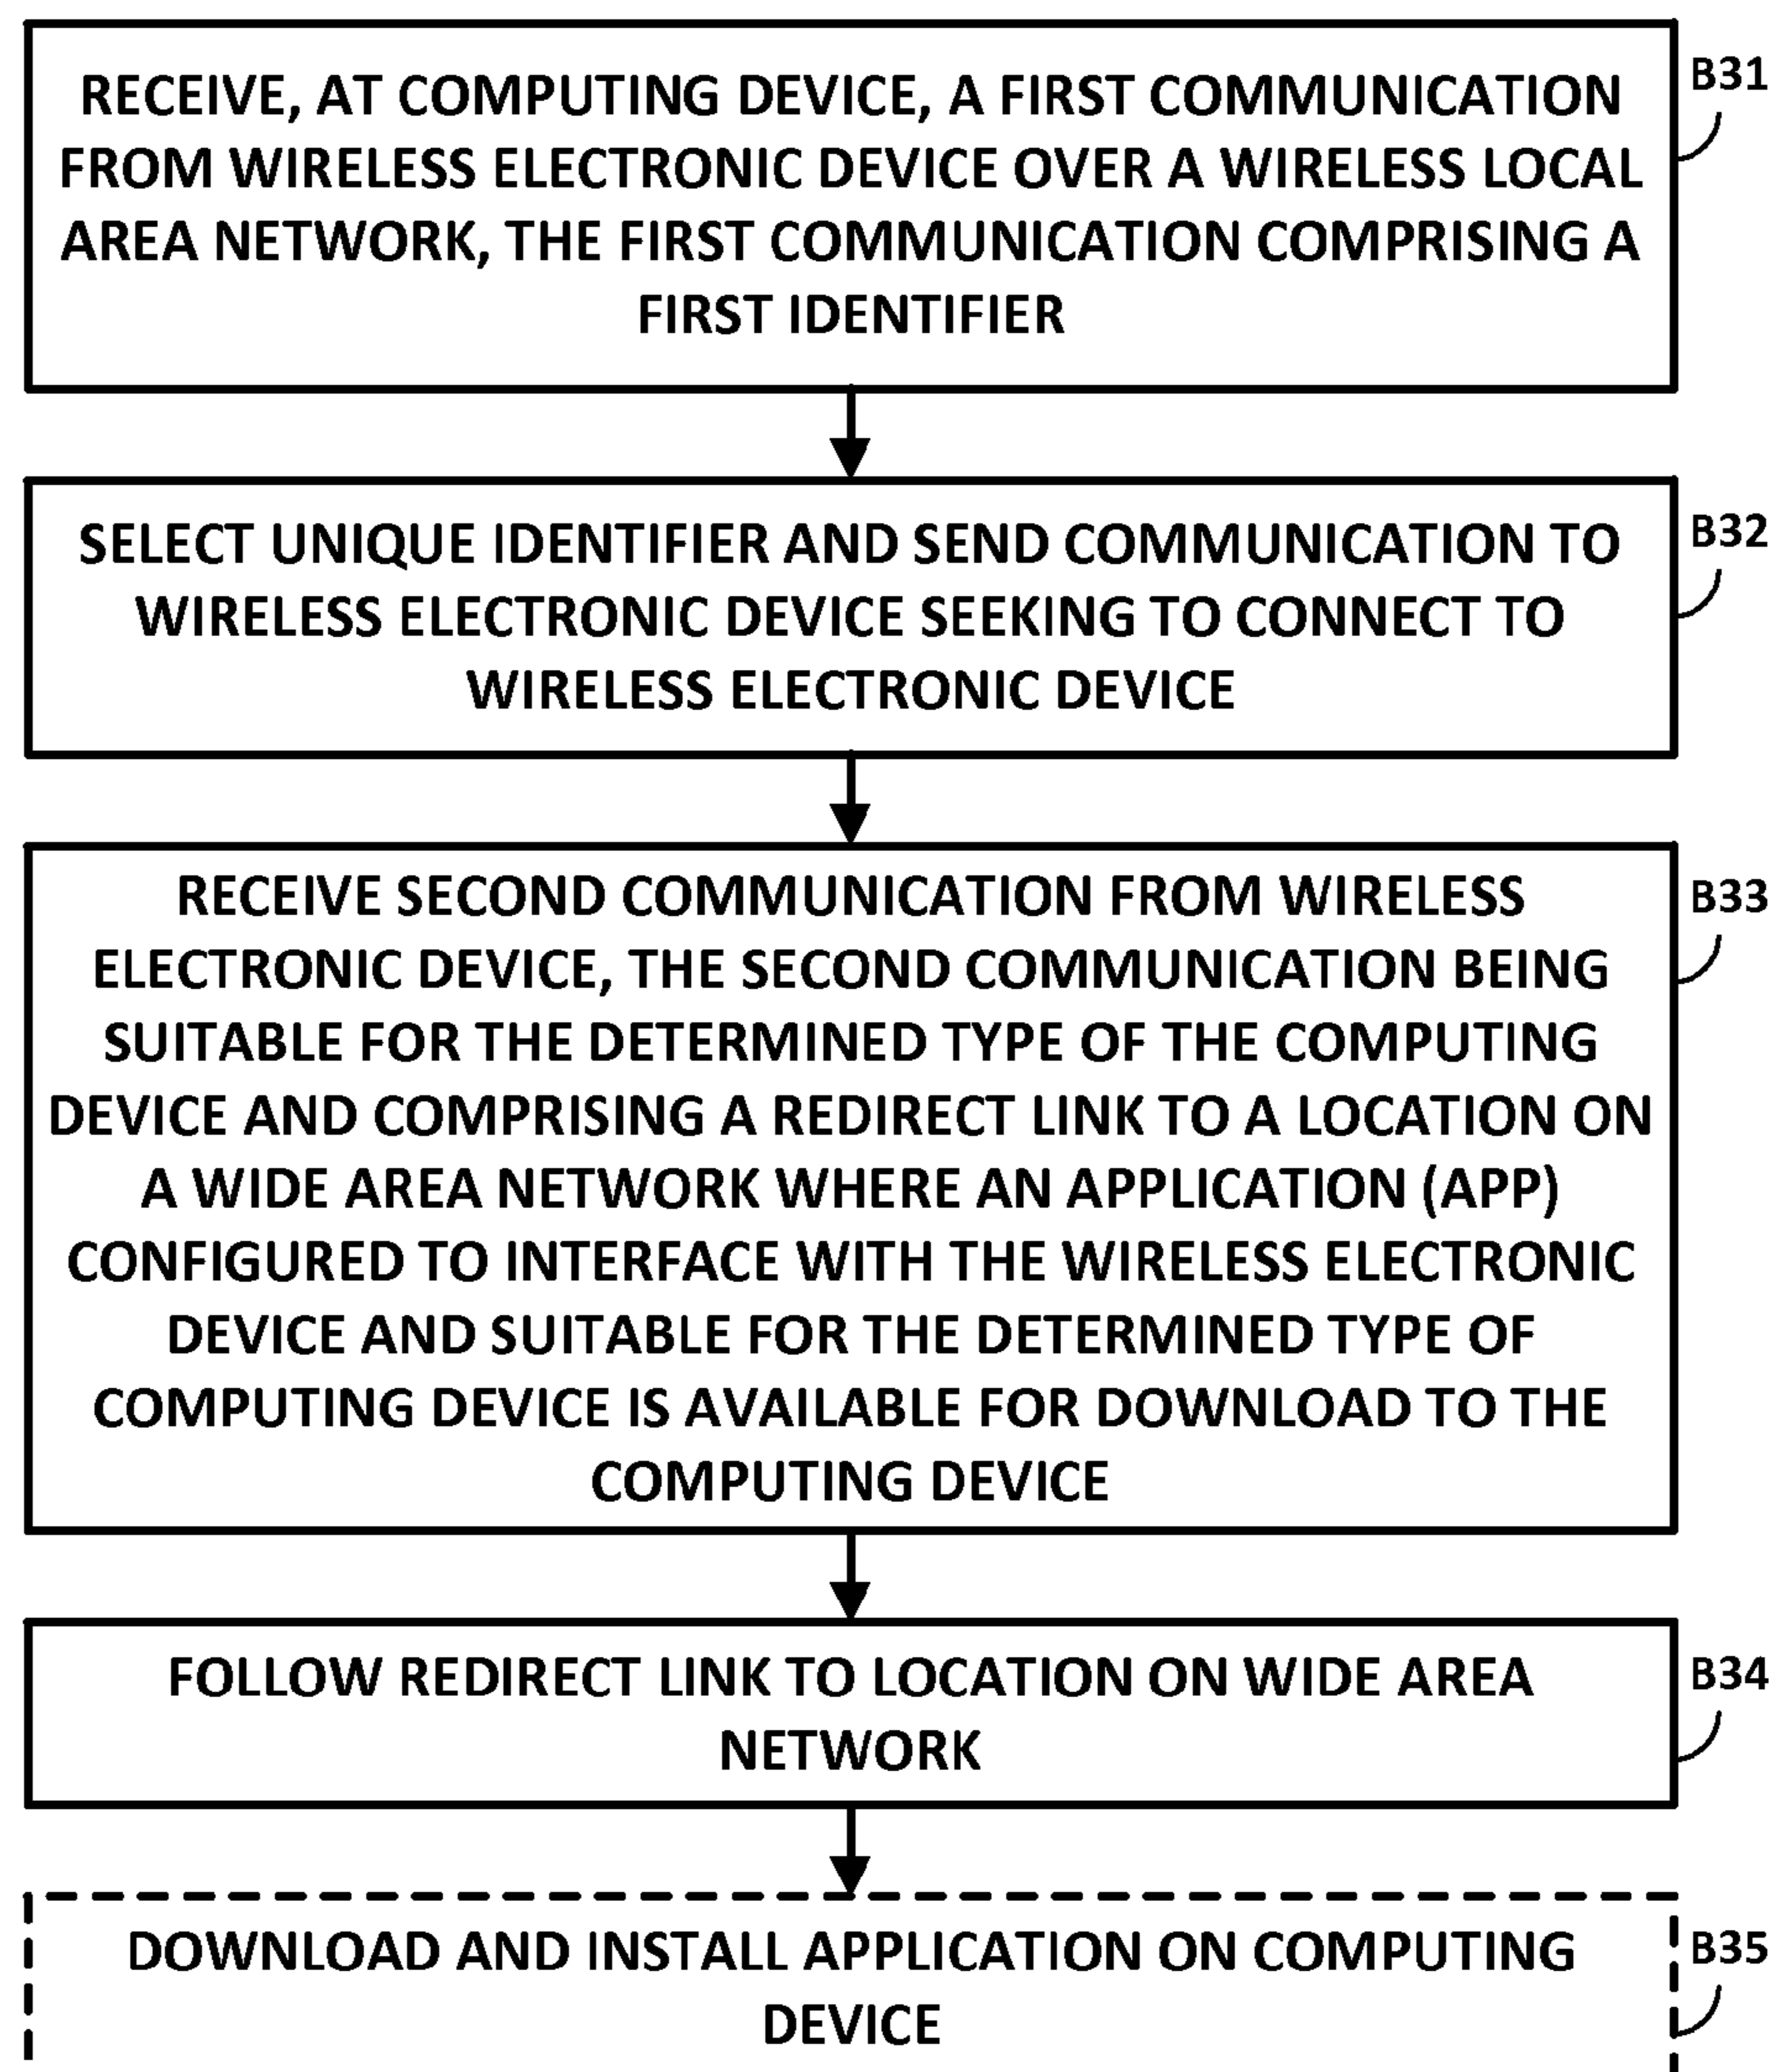 RECEIVE, AT COMPUTING DEVICE, A FIRST COMMUNICATION
FROM WIRELESS ELECTRONIC DEVICE OVER A WIRELESS LOCAL
AREA NETWORK, THE FIRST COMMUNICATION COMPRISING A
FIRST IDENTIFIER
B31
SELECT UNIQUE IDENTIFIER AND SEND COMMUNICATION TO
WIRELESS ELECTRONIC DEVICE SEEKING TO CONNECT TO
WIRELESS ELECTRONIC DEVICE
B32
RECEIVE SECOND COMMUNICATION FROM WIRELESS
ELECTRONIC DEVICE, THE SECOND COMMUNICATION BEING
SUITABLE FOR THE DETERMINED TYPE OF THE COMPUTING
DEVICE AND COMPRISING A REDIRECT LINK TO A LOCATION ON
A WIDE AREA NETWORK WHERE AN APPLICATION (APP)
CONFIGURED TO INTERFACE WITH THE WIRELESS ELECTRONIC
DEVICE AND SUITABLE FOR THE DETERMINED TYPE OF
COMPUTING DEVICE IS AVAILABLE FOR DOWNLOAD TO THE
COMPUTING DEVICE
B33
FOLLOW REDIRECT LINK TO LOCATION ON WIDE AREA
NETWORK
B34
DOWNLOAD AND INSTALL APPLICATION ON COMPUTING
DEVICE
B35